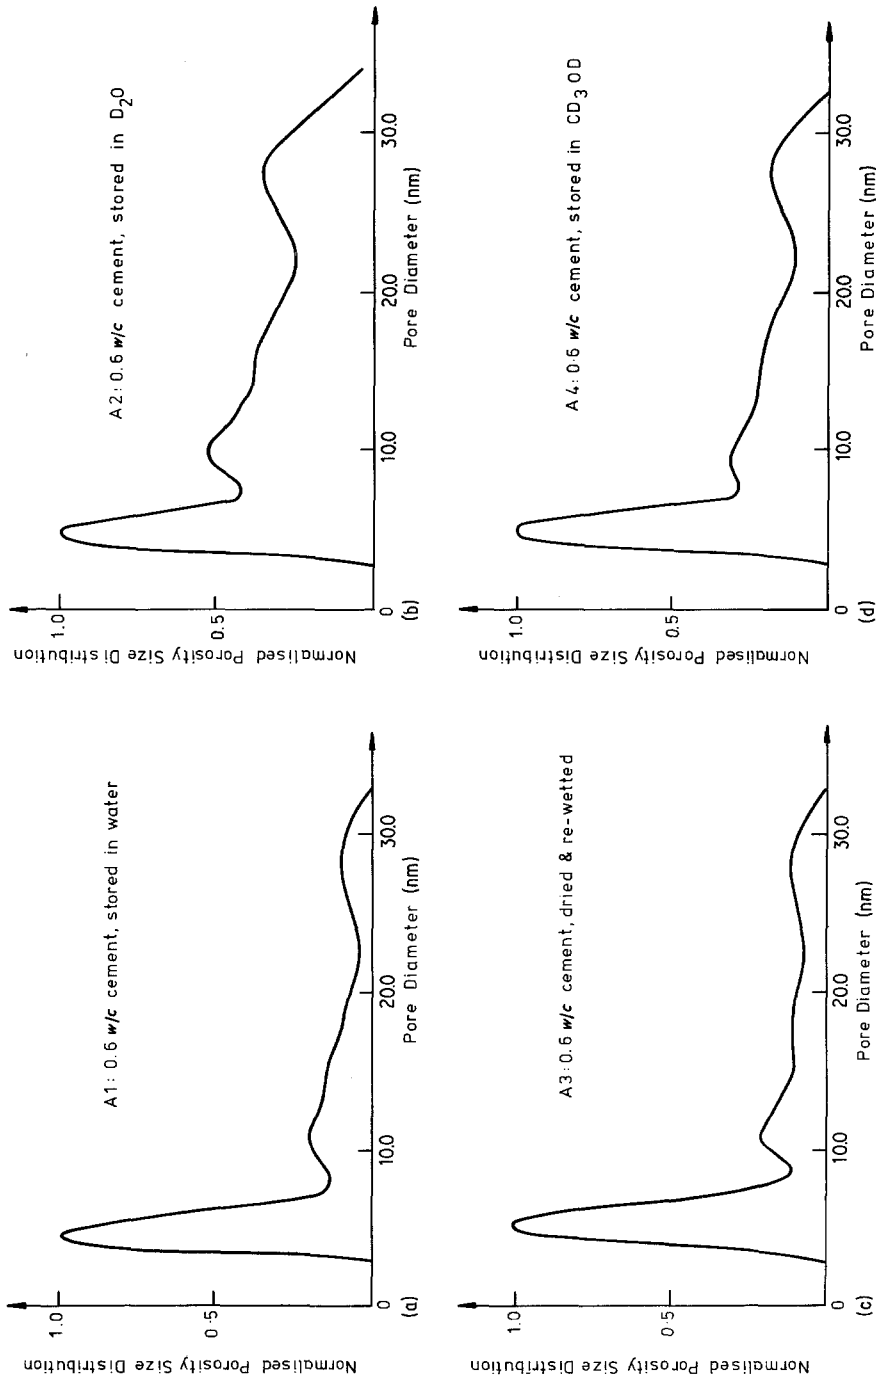 Normalised Porosity Size Distribution
1.0
0.5
A1: 0.6 w/c cement, stored in water
0
10.0
20.0
30.0
(a)
Pore Diameter (nm)
Normalised Porosity Size Distribution
1.0
0.5
A2: 0.6 w/c cement, stored in D2O
0
10.0
20.0
30.0
(b)
Pore Diameter (nm)
Normalised Porosity Size Distribution
1.0
0.5
A3: 0.6 w/c cement, dried & re-wetted
0
10.0
20.0
30.0
(c)
Pore Diameter (nm)
Normalised Porosity Size Distribution
1.0
0.5
A4: 0.6 w/c cement, stored in CD3OD
0
10.0
20.0
30.0
(d)
Pore Diameter (nm)